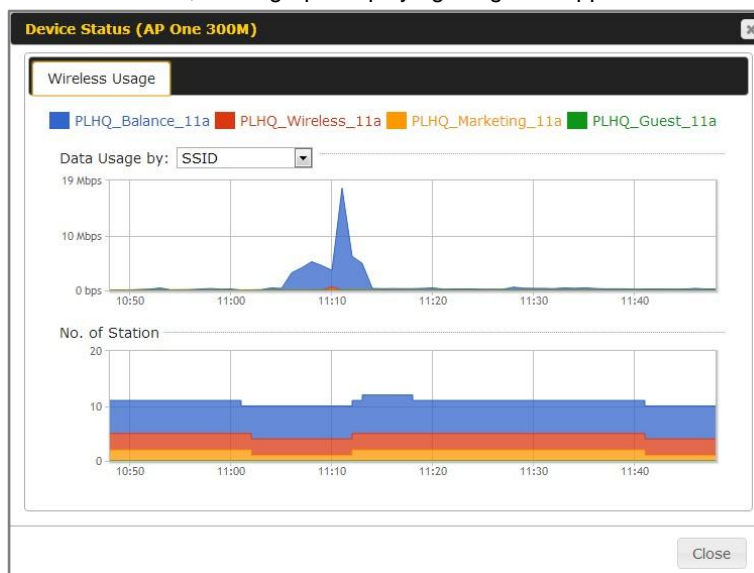 Device Status (AP One 300M)
Wireless Usage
PLHQ_Balance_11a PLHQ_Wireless_11a PLHQ_Marketing_11a PLHQ_Guest_11a
Data Usage by: SSID
19 Mbps
10 Mbps
0 bps
10:50 11:00 11:10 11:20 11:30 11:40
No. of Station
20
10
0
10:50 11:00 11:10 11:20 11:30 11:40
Close